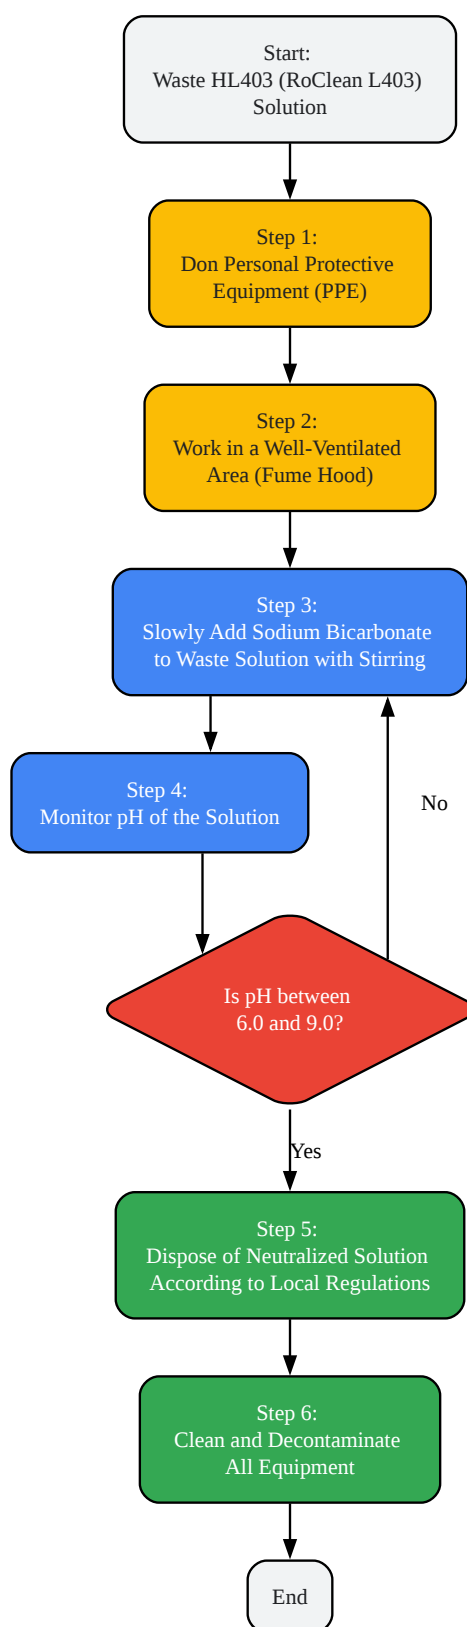 Start:
Waste HL403 (RoClean L403)
Solution
Step 1:
Don Personal Protective
Equipment (PPE)
Step 2:
Work in a Well-Ventilated
Area (Fume Hood)
Step 3:
Slowly Add Sodium Bicarbonate
to Waste Solution with Stirring
Step 4:
Monitor pH of the Solution
No
Is pH between
6.0 and 9.0?
Yes
Step 5:
Dispose of Neutralized Solution
According to Local Regulations
Step 6:
Clean and Decontaminate
All Equipment
End